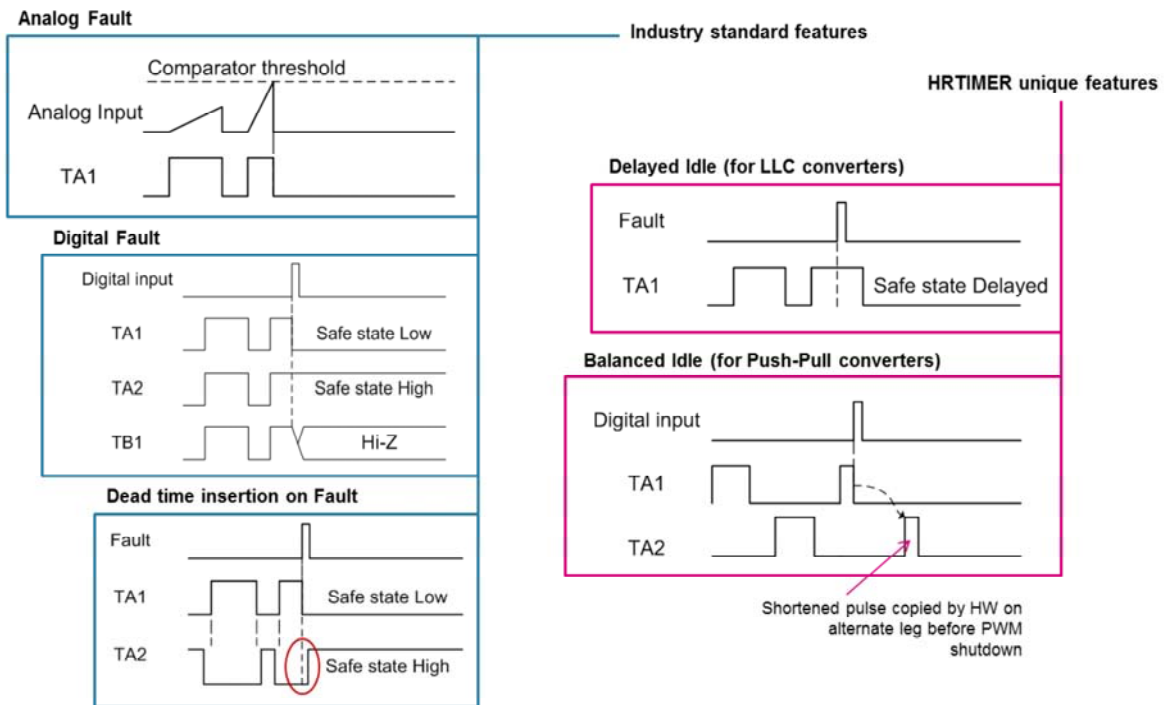 Analog Fault
Industry standard features
Comparator threshold
Analog Input
TA1
Digital Fault
Digital input
TA1
Safe state Low
TA2
Safe state High
TB1
Hi-Z
Dead time insertion on Fault
Fault
TA1
Safe state Low
TA2
Safe state High
HRTIMER unique features
Delayed Idle (for LLC converters)
Fault
TA1
Safe state Delayed
Balanced Idle (for Push-Pull converters)
Digital input
TA1
TA2
Shortened pulse copied by HW on
alternate leg before PWM
shutdown